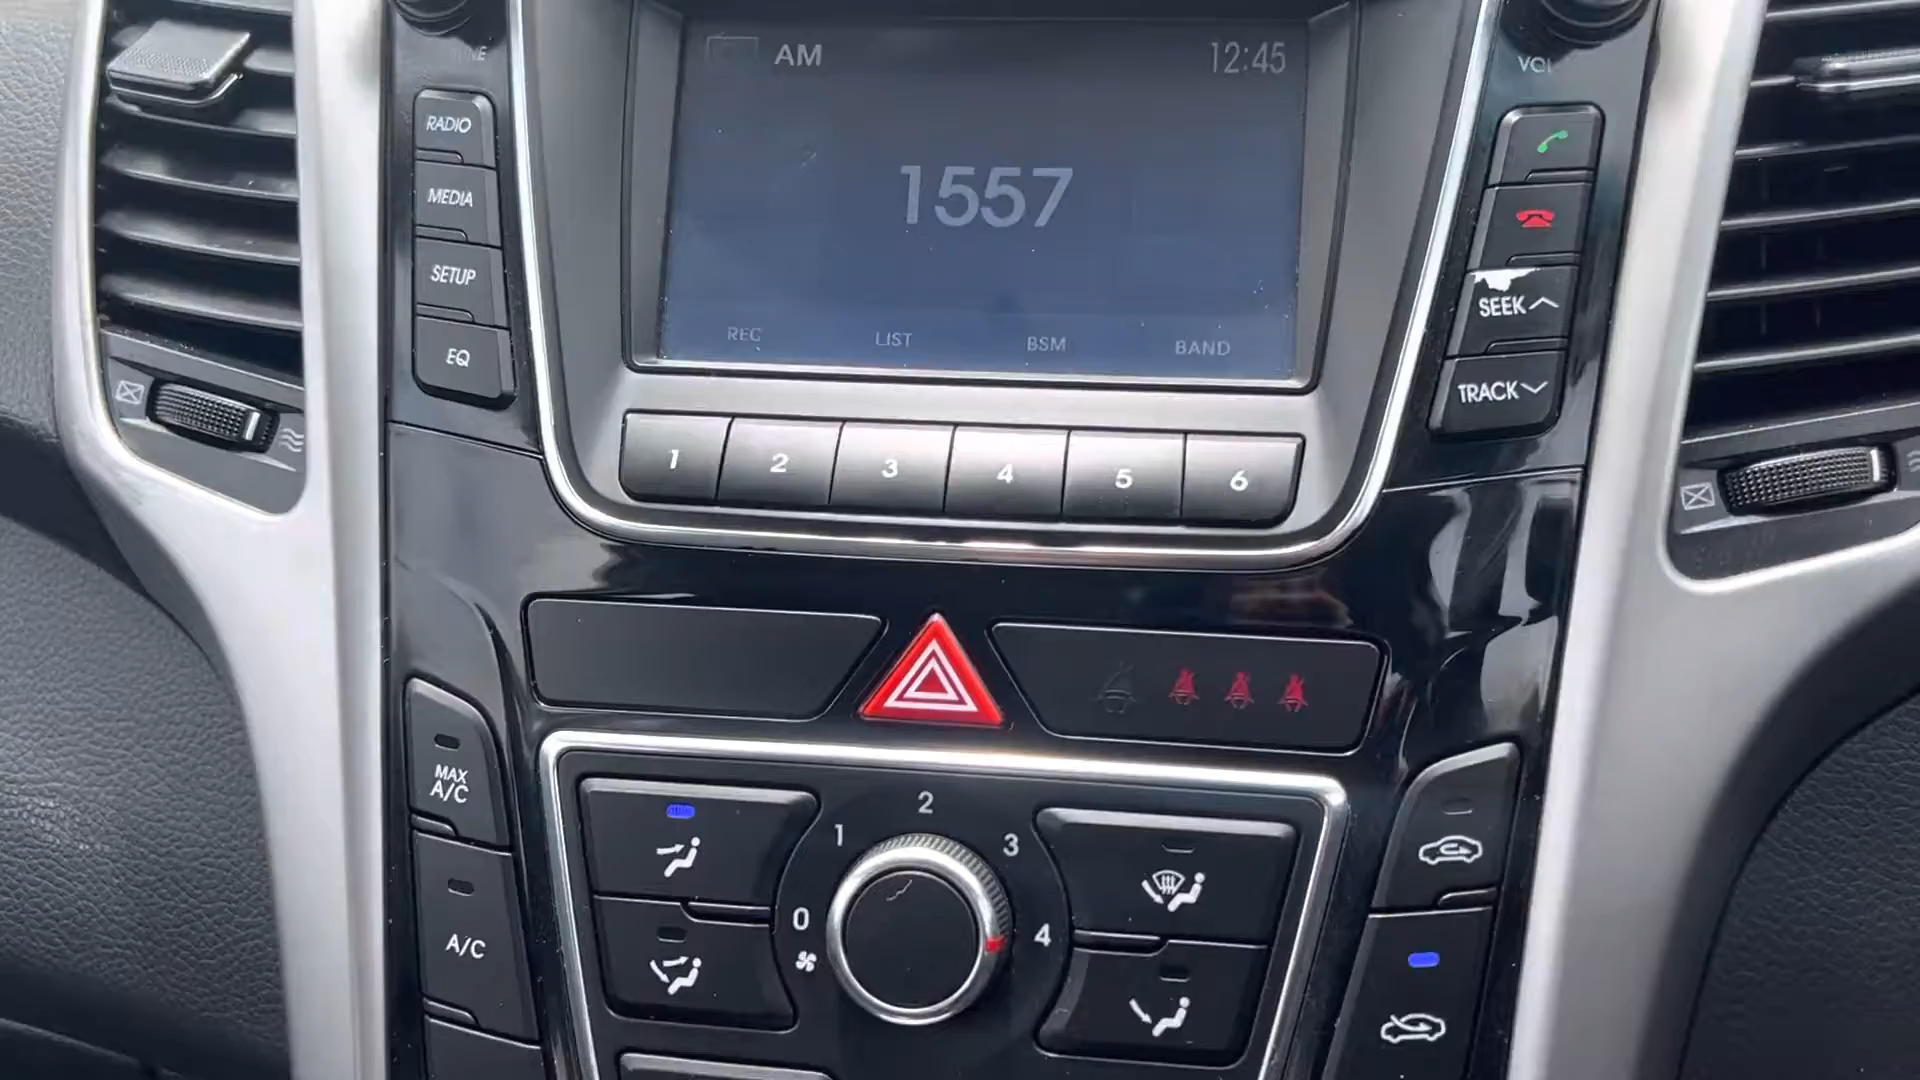 AM 12:45
1557
REC LIST BSM BAND
RADIO
MEDIA
SETUP
EQ
SEEK
TRACK
1 2 3 4 5 6
MAX
A/C
A/C
0 1 2 3 4